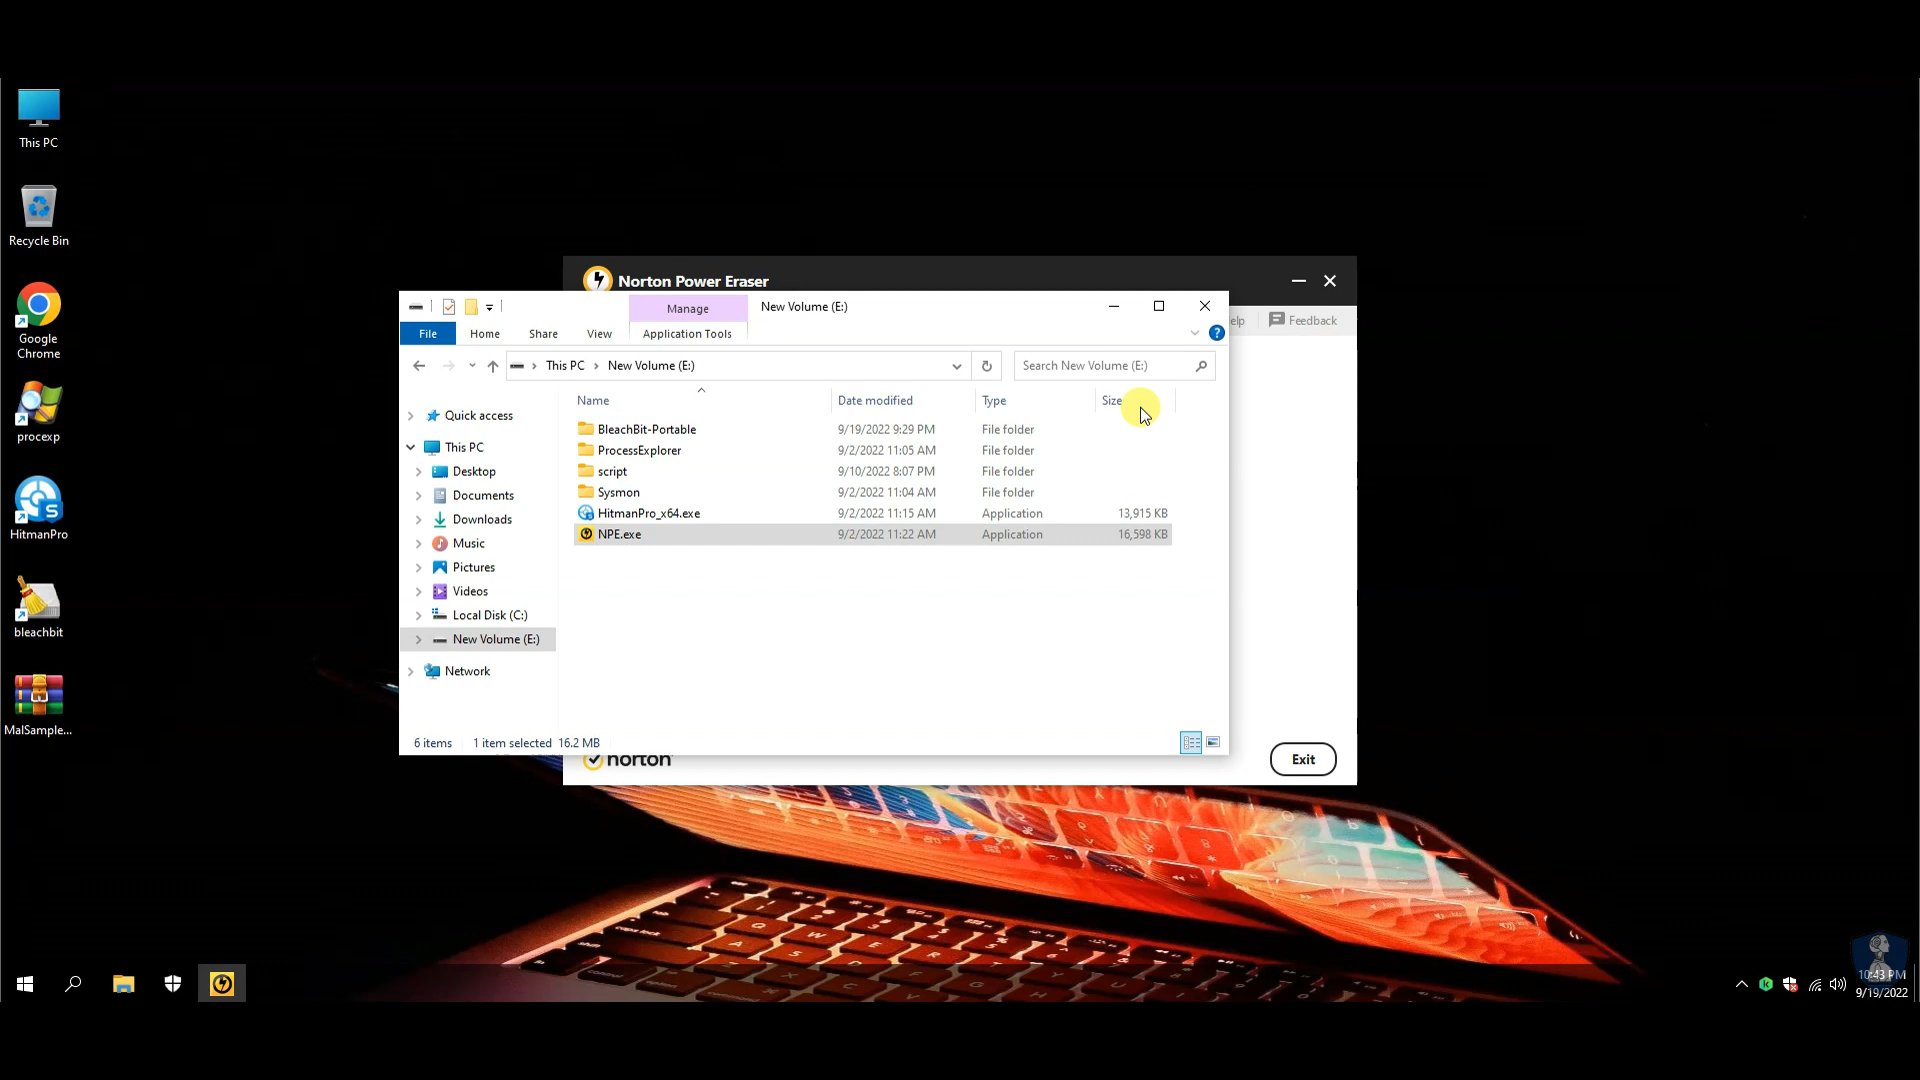 This PC
Recycle Bin
Google
Chrome
procexp
HitmanPro
bleachbit
MalSample...
Norton Power Eraser
elp
Feedback
Manage
New Volume (E:)
File
Home
Share
View
Application Tools
This PC
New Volume (E:)
Search New Volume (E:)
Name
Date modified
Type
Size
Quick access
This PC
Desktop
Documents
Downloads
Music
Pictures
Videos
Local Disk (C:)
New Volume (E:)
Network
BleachBit-Portable 9/19/2022 9:29 PM File folder
ProcessExplorer 9/2/2022 11:05 AM File folder
script 9/10/2022 8:07 PM File folder
Sysmon 9/2/2022 11:04 AM File folder
HitmanPro_x64.exe 9/2/2022 11:15 AM Application 13,915 KB
NPE.exe 9/2/2022 11:22 AM Application 16,598 KB
6 items 1 item selected 16.2 MB
norton
Exit
10:43 PM
9/19/2022